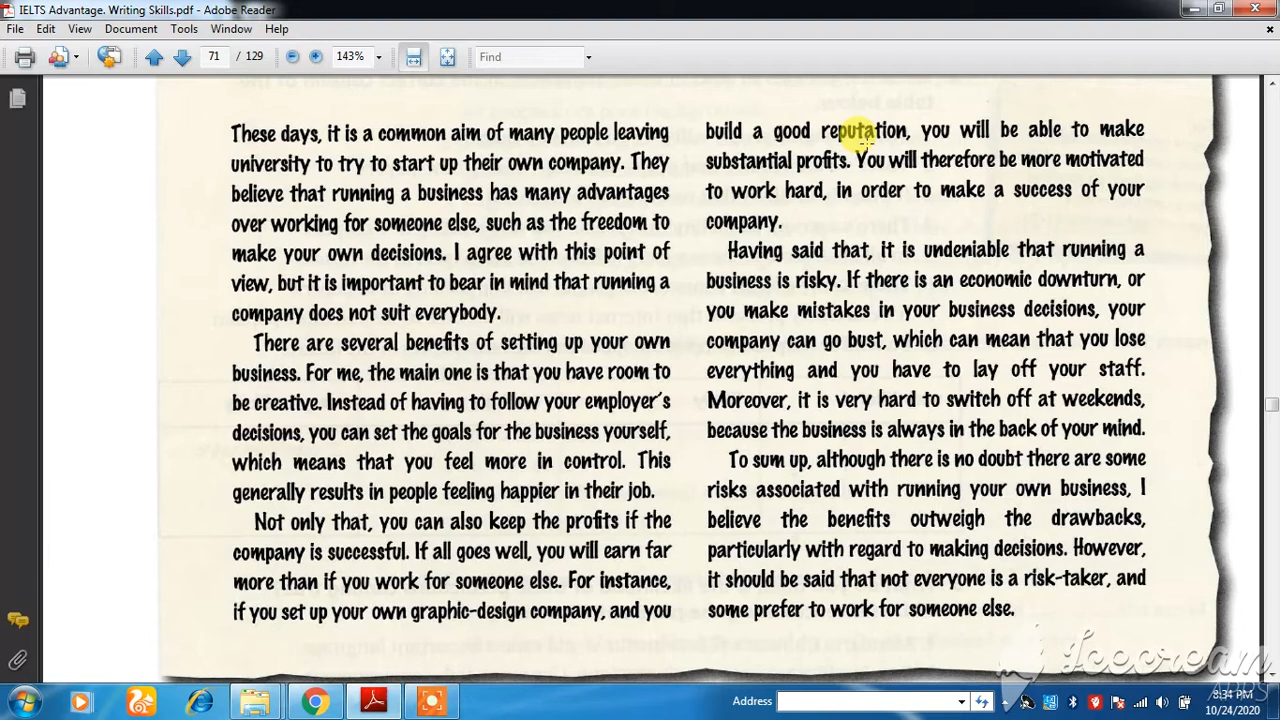 IELTS Advantage. Writing Skills.pdf - Adobe Reader
File Edit View Document Tools Window Help
71 / 129 143% Find
These days, it is a common aim of many people leaving
university to try to start up their own company. They
believe that running a business has many advantages
over working for someone else, such as the freedom to
make your own decisions. I agree with this point of
view, but it is important to bear in mind that running a
company does not suit everybody.
There are several benefits of setting up your own
business. For me, the main one is that you have room to
be creative. Instead of having to follow your employer's
decisions, you can set the goals for the business yourself,
which means that you feel more in control. This
generally results in people feeling happier in their job.
Not only that, you can also keep the profits if the
company is successful. If all goes well, you will earn far
more than if you work for someone else. For instance,
if you set up your own graphic-design company, and you
build a good reputation, you will be able to make
substantial profits. You will therefore be more motivated
to work hard, in order to make a success of your
company.
Having said that, it is undeniable that running a
business is risky. If there is an economic downturn, or
you make mistakes in your business decisions, your
company can go bust, which can mean that you lose
everything and you have to lay off your staff.
Moreover, it is very hard to switch off at weekends,
because the business is always in the back of your mind.
To sum up, although there is no doubt there are some
risks associated with running your own business, I
believe the benefits outweigh the drawbacks,
particularly with regard to making decisions. However,
it should be said that not everyone is a risk-taker, and
some prefer to work for someone else.
Icecream
APPS
Address
8:34 PM
10/24/2020